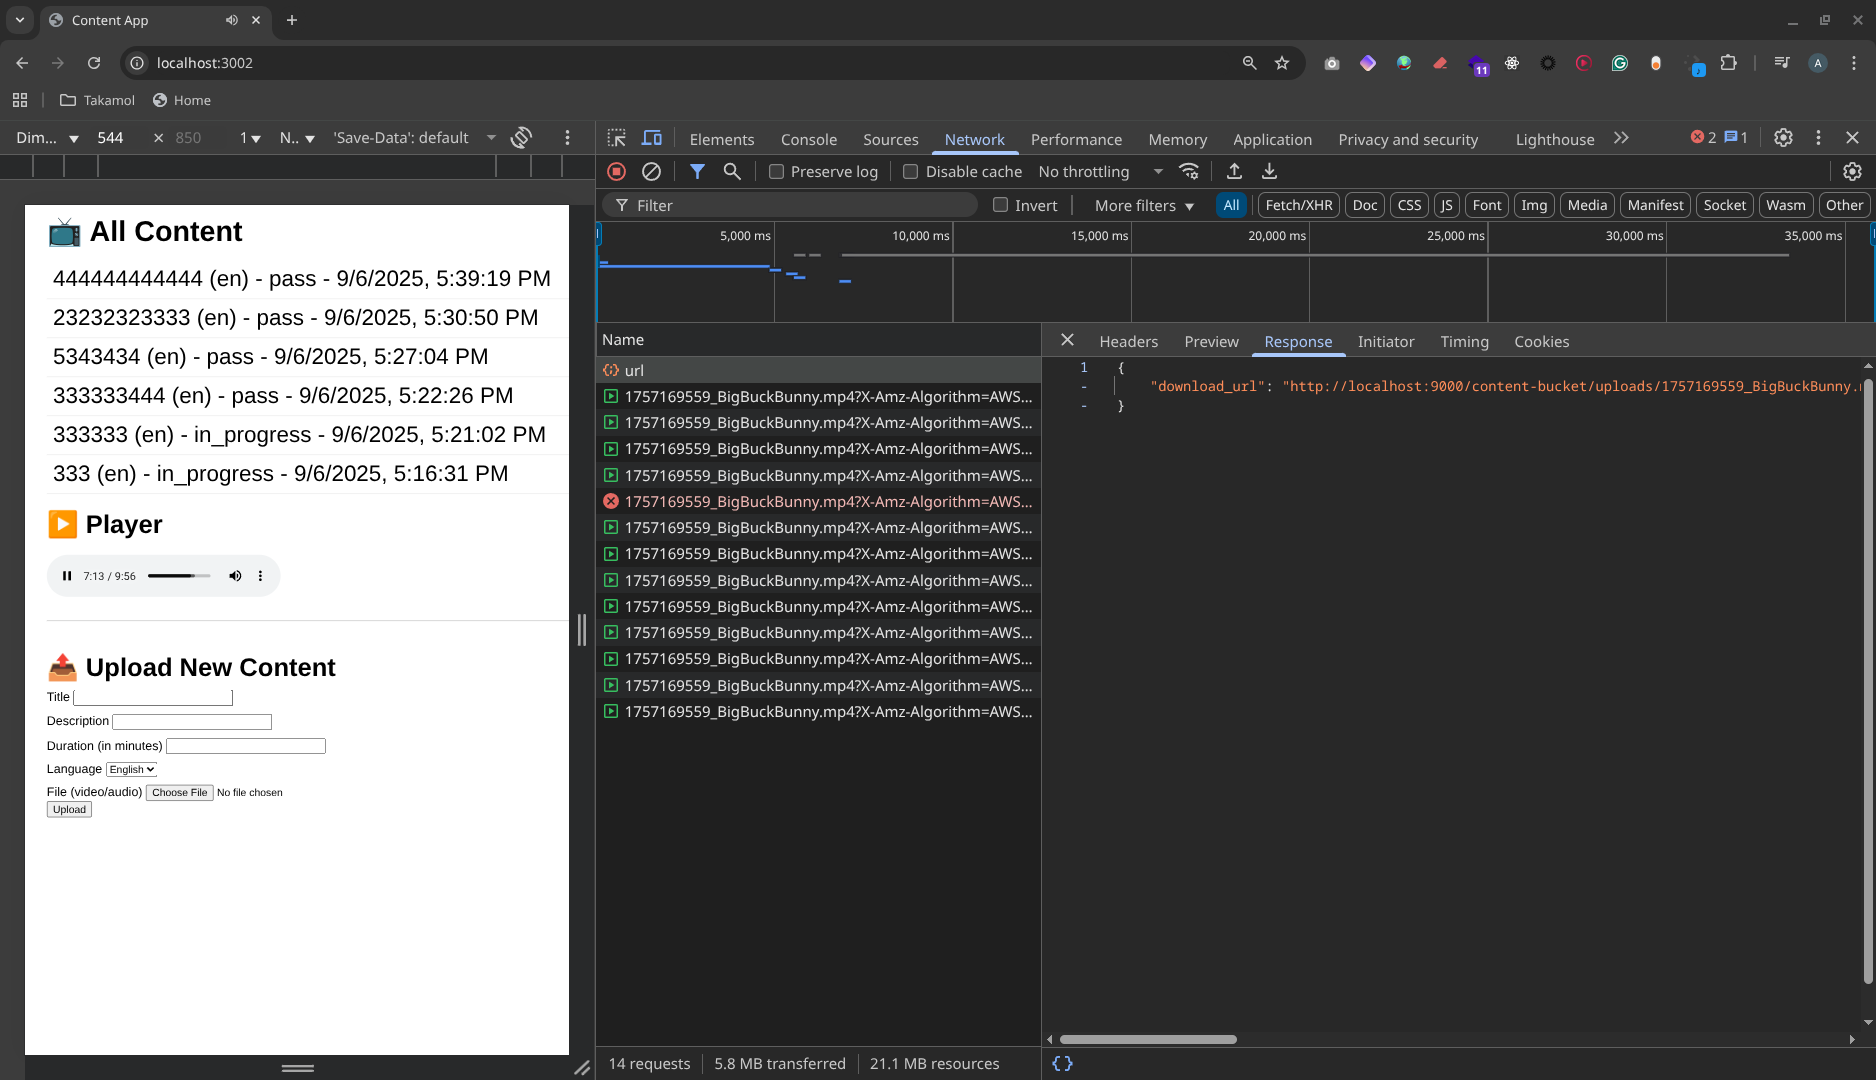 Content App
localhost:3002
11
A
Takamol
Home
Dim... 544 × 850 1 N.. 'Save-Data': default
Elements Console Sources Network Performance Memory Application Privacy and security Lighthouse 2 1
Preserve log Disable cache No throttling
Filter Invert More filters All Fetch/XHR Doc CSS JS Font Img Media Manifest Socket Wasm Other
5,000 ms 10,000 ms 15,000 ms 20,000 ms 25,000 ms 30,000 ms 35,000 ms
All Content
444444444444 (en) - pass - 9/6/2025, 5:39:19 PM
23232323333 (en) - pass - 9/6/2025, 5:30:50 PM
5343434 (en) - pass - 9/6/2025, 5:27:04 PM
333333444 (en) - pass - 9/6/2025, 5:22:26 PM
333333 (en) - in_progress - 9/6/2025, 5:21:02 PM
333 (en) - in_progress - 9/6/2025, 5:16:31 PM
Player
7:13 / 9:56
Upload New Content
Title
Description
Duration (in minutes)
Language English
File (video/audio) Choose File No file chosen
Upload
Name
url
1757169559_BigBuckBunny.mp4?X-Amz-Algorithm=AWS...
1757169559_BigBuckBunny.mp4?X-Amz-Algorithm=AWS...
1757169559_BigBuckBunny.mp4?X-Amz-Algorithm=AWS...
1757169559_BigBuckBunny.mp4?X-Amz-Algorithm=AWS...
1757169559_BigBuckBunny.mp4?X-Amz-Algorithm=AWS...
1757169559_BigBuckBunny.mp4?X-Amz-Algorithm=AWS...
1757169559_BigBuckBunny.mp4?X-Amz-Algorithm=AWS...
1757169559_BigBuckBunny.mp4?X-Amz-Algorithm=AWS...
1757169559_BigBuckBunny.mp4?X-Amz-Algorithm=AWS...
1757169559_BigBuckBunny.mp4?X-Amz-Algorithm=AWS...
1757169559_BigBuckBunny.mp4?X-Amz-Algorithm=AWS...
1757169559_BigBuckBunny.mp4?X-Amz-Algorithm=AWS...
1757169559_BigBuckBunny.mp4?X-Amz-Algorithm=AWS...
14 requests 5.8 MB transferred 21.1 MB resources
Headers Preview Response Initiator Timing Cookies
1 {
- "download_url": "http://localhost:9000/content-bucket/uploads/1757169559_BigBuckBunny.
- }
{}